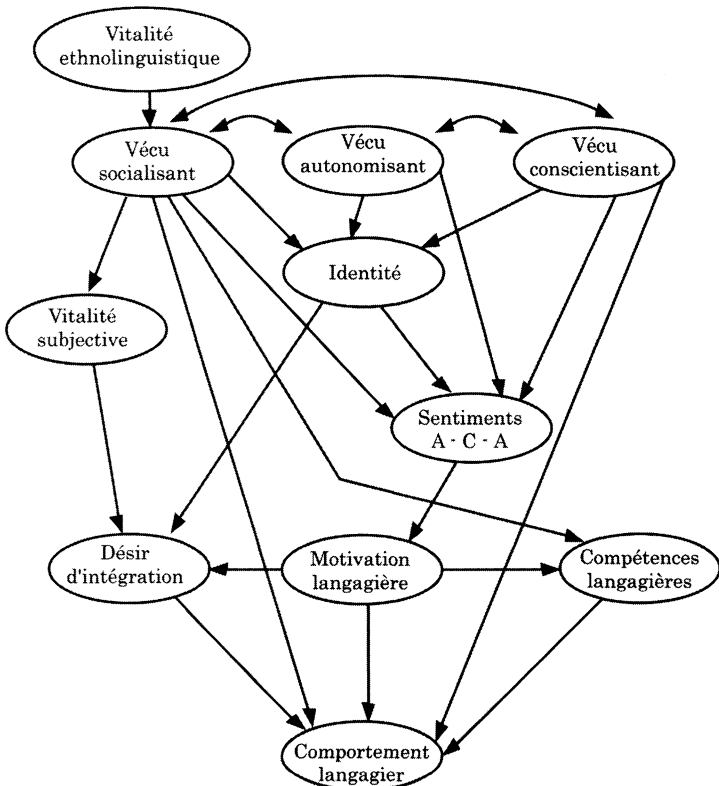 Vitalité
ethnolinguistique
Vécu
socialisant
Vécu
autonomisant
Vécu
conscientisant
Identité
Vitalité
subjective
Sentiments
A - C - A
Désir
d'intégration
Motivation
langagière
Compétences
langagières
Comportement
langagier